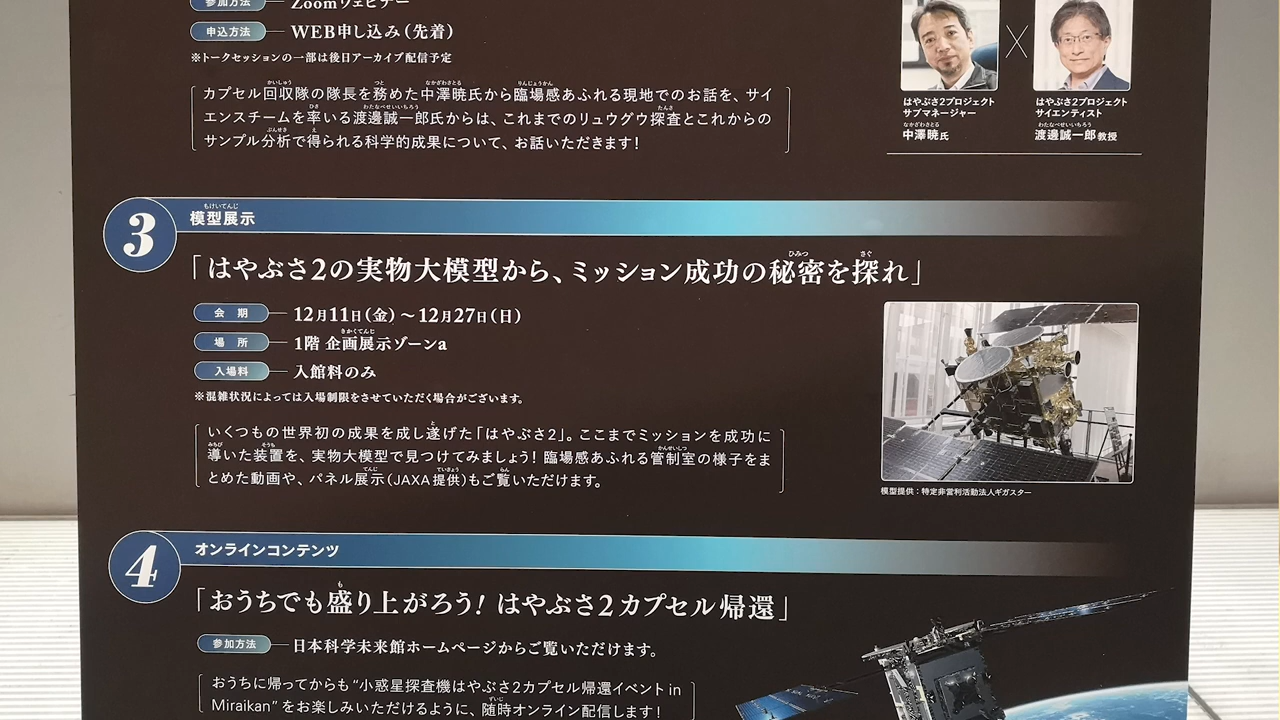 参加方法 Zoomウェビナー
申込方法 WEB申し込み(先着)
※トークセッションの一部は後日アーカイブ配信予定
カプセル回収隊の隊長を務めた中澤暁氏から臨場感あふれる現地でのお話を、サイ
エンスチームを率いる渡邊誠一郎氏からは、これまでのリュウグウ探査とこれからの
サンプル分析で得られる科学的成果について、お話いただきます!
はやぶさ2プロジェクト
サブマネージャー
中澤暁氏
はやぶさ2プロジェクト
サイエンティスト
渡邊誠一郎教授
3 模型展示
「はやぶさ2の実物大模型から、ミッション成功の秘密を探れ」
会期 12月11日(金)~12月27日(日)
場所 1階 企画展示ゾーンa
入場料 入館料のみ
※混雑状況によっては入場制限をさせていただく場合がございます。
いくつもの世界初の成果を成し遂げた「はやぶさ2」。ここまでミッションを成功に
導いた装置を、実物大模型で見つけてみましょう! 臨場感あふれる管制室の様子をま
とめた動画や、パネル展示(JAXA提供)もご覧いただけます。
模型提供:特定非営利活動法人ギガスター
4 オンラインコンテンツ
「おうちでも盛り上がろう! はやぶさ2カプセル帰還」
参加方法 日本科学未来館ホームページからご覧いただけます。
おうちに帰ってからも“小惑星探査機はやぶさ2カプセル帰還イベント in
Miraikan”をお楽しみいただけるように、随時オンライン配信します!